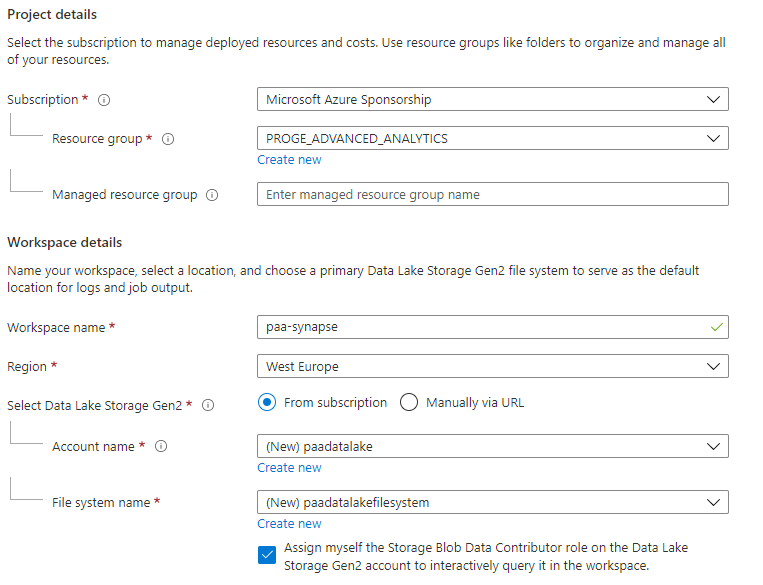 Project details
Select the subscription to manage deployed resources and costs. Use resource groups like folders to organize and manage all
of your resources.
Subscription *
Microsoft Azure Sponsorship
Resource group *
PROGE_ADVANCED_ANALYTICS
Create new
Managed resource group
Enter managed resource group name
Workspace details
Name your workspace, select a location, and choose a primary Data Lake Storage Gen2 file system to serve as the default
location for logs and job output.
Workspace name *
paa-synapse
Region *
West Europe
Select Data Lake Storage Gen2 *
From subscription
Manually via URL
Account name *
(New) paadatalake
Create new
File system name *
(New) paadatalakefilesystem
Create new
Assign myself the Storage Blob Data Contributor role on the Data Lake
Storage Gen2 account to interactively query it in the workspace.